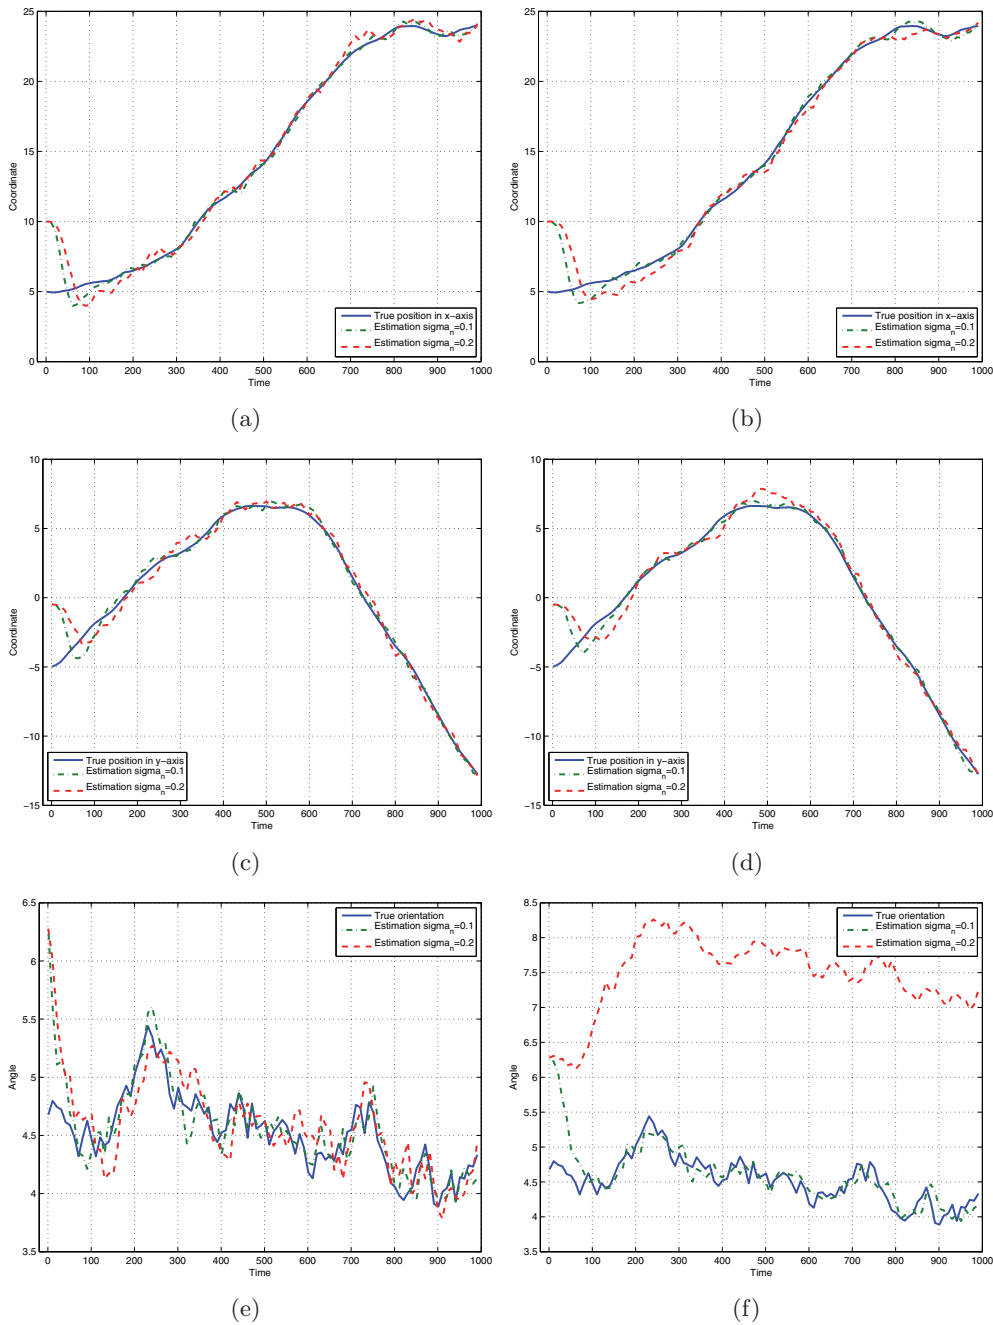 25
20
15
10
5
0
Coordinate
0 100 200 300 400 500 600 700 800 900 1000
Time
True position in x-axis
Estimation sigma_n=0.1
Estimation sigma_n=0.2
(a)
25
20
15
10
5
0
Coordinate
0 100 200 300 400 500 600 700 800 900 1000
Time
True position in x-axis
Estimation sigma_n=0.1
Estimation sigma_n=0.2
(b)
10
5
0
−5
−10
−15
Coordinate
0 100 200 300 400 500 600 700 800 900 1000
Time
True position in y-axis
Estimation sigma_n=0.1
Estimation sigma_n=0.2
(c)
10
5
0
−5
−10
−15
Coordinate
0 100 200 300 400 500 600 700 800 900 1000
Time
True position in y-axis
Estimation sigma_n=0.1
Estimation sigma_n=0.2
(d)
6.5
6
5.5
5
4.5
4
3.5
Angle
0 100 200 300 400 500 600 700 800 900 1000
Time
True orientation
Estimation sigma_n=0.1
Estimation sigma_n=0.2
(e)
8.5
8
7.5
7
6.5
6
5.5
5
4.5
4
3.5
Angle
0 100 200 300 400 500 600 700 800 900 1000
Time
True orientation
Estimation sigma_n=0.1
Estimation sigma_n=0.2
(f)